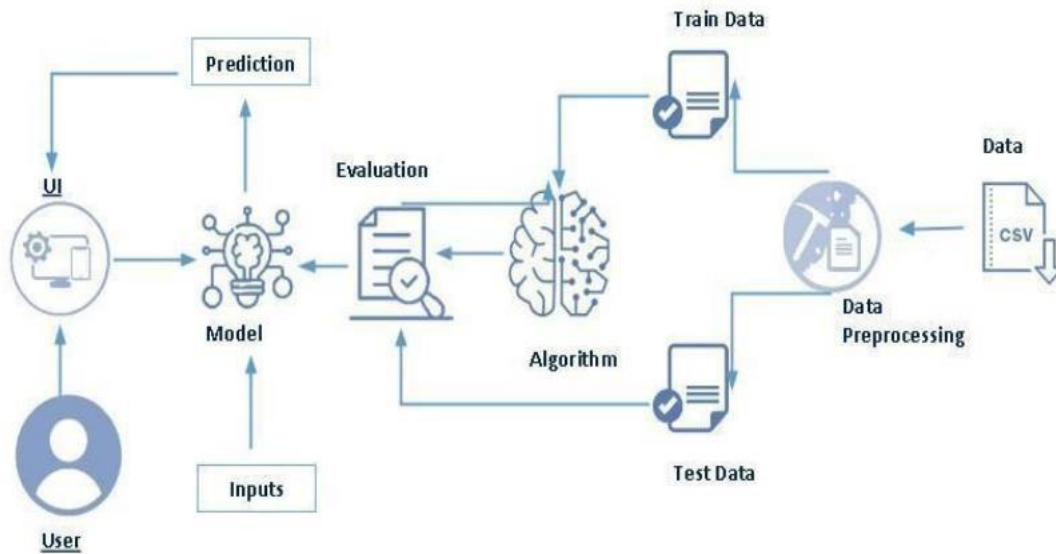 Train Data
Prediction
Data
Evaluation
UI
CSV
Model
Algorithm
Data
Preprocessing
Inputs
Test Data
User